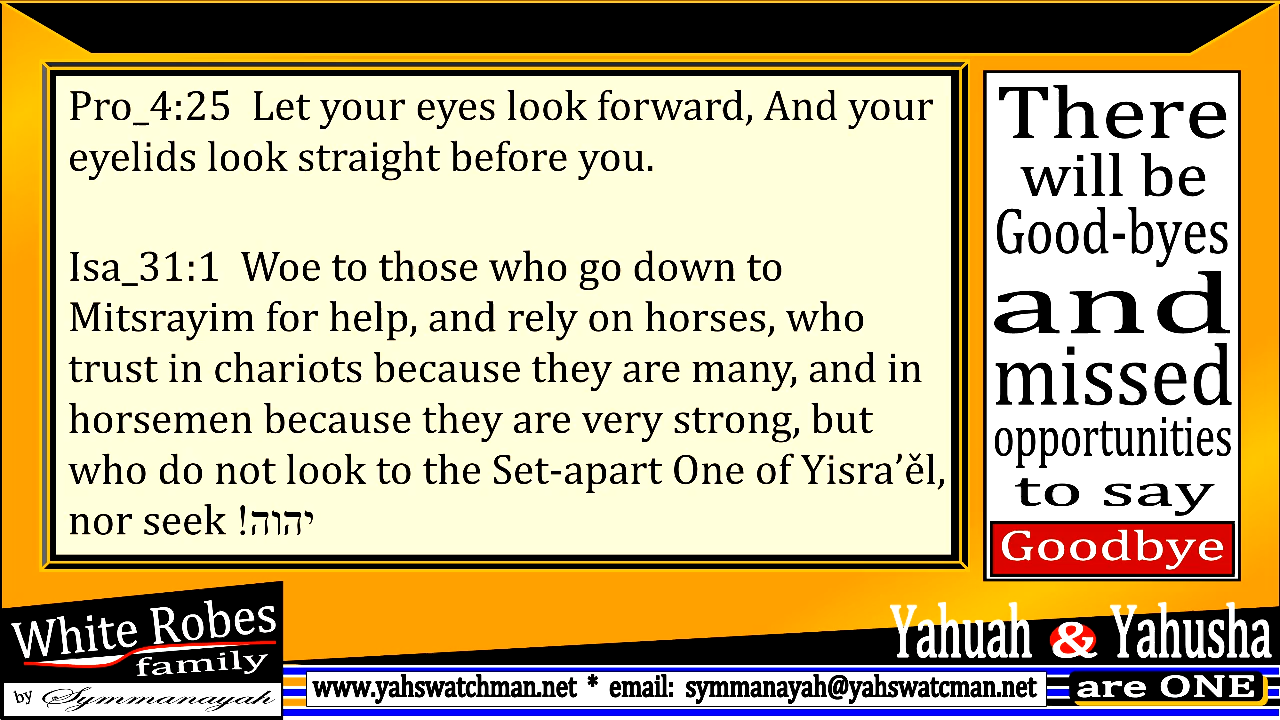 Pro_4:25  Let your eyes look forward, And your
eyelids look straight before you.
Isa_31:1  Woe to those who go down to
Mitsrayim for help, and rely on horses, who
trust in chariots because they are many, and in
horsemen because they are very strong, but
who do not look to the Set-apart One of Yisra’ěl,
nor seek יהוה!
There
will be
Good-byes
and
missed
opportunities
to say
Goodbye
White Robes
family
by Symmanayah
Yahuah & Yahusha
are ONE
www.yahswatchman.net * email: symmanayah@yahswatcman.net